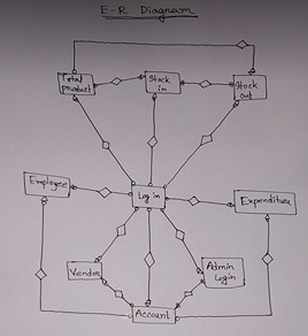 E-R Diagram
Total
product
Stock
in
Stock
out
Employee
Log in
Expenditure
Vendor
Admin
Login
Account